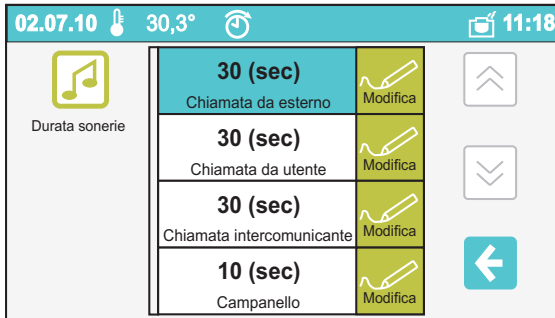 02.07.10 30,3° 11:18
Durata sonerie
30 (sec)
Chiamata da esterno
Modifica
30 (sec)
Chiamata da utente
Modifica
30 (sec)
Chiamata intercomunicante
Modifica
10 (sec)
Campanello
Modifica